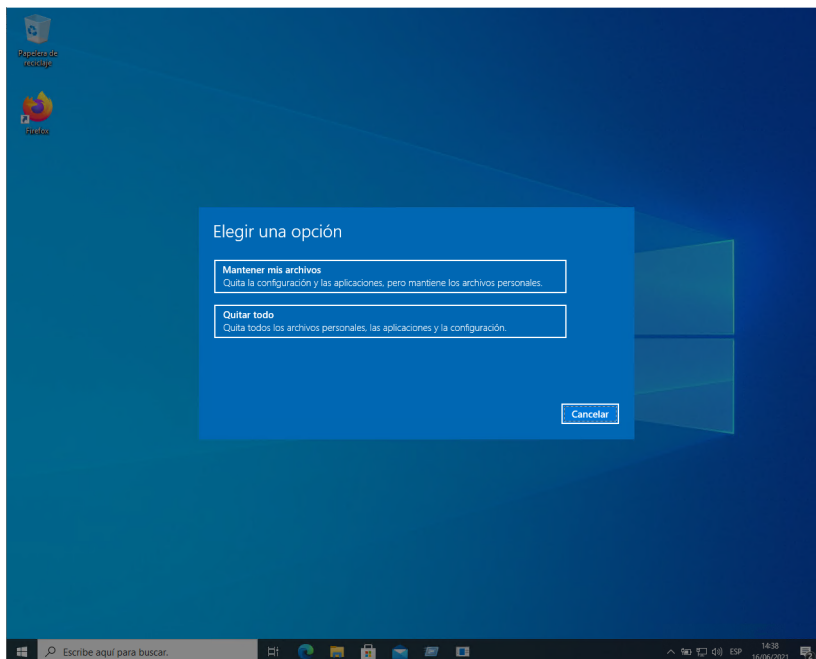 Papelera de
reciclaje
Firefox
Elegir una opción
Mantener mis archivos
Quita la configuración y las aplicaciones, pero mantiene los archivos personales.
Quitar todo
Quita todos los archivos personales, las aplicaciones y la configuración.
Cancelar
Escribe aquí para buscar.
ESP
14:38
16/06/2021
2